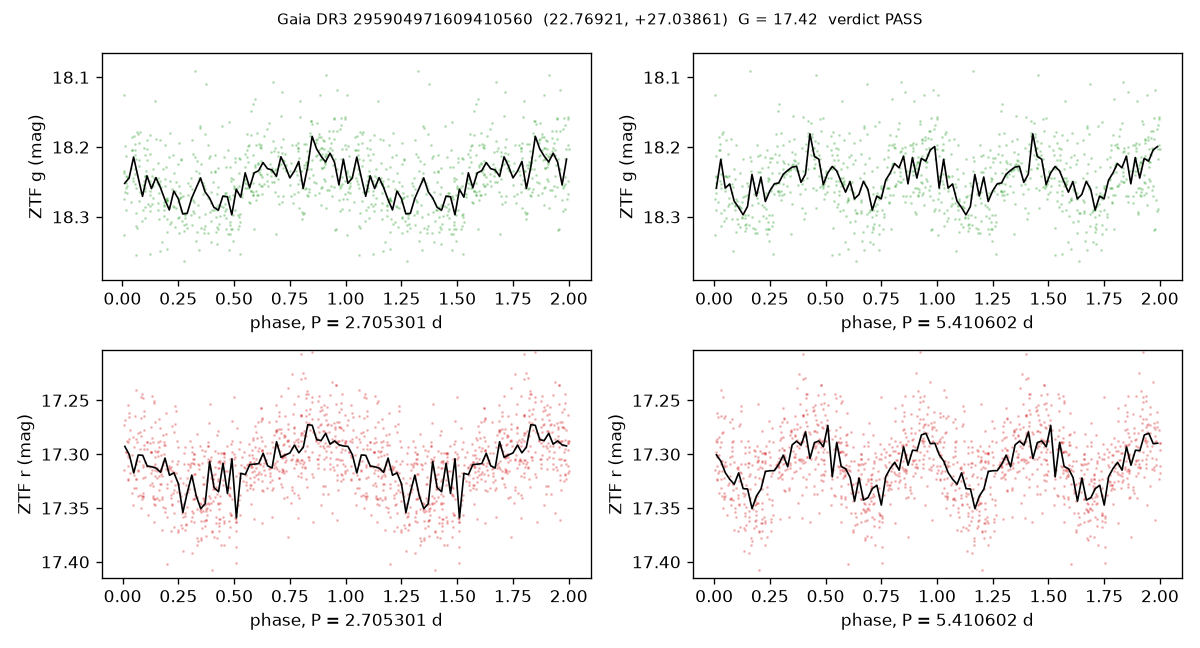 Gaia DR3 295904971609410560 (22.76921, +27.03861) G = 17.42 verdict PASS
ZTF g (mag)
18.1
18.2
18.3
0.00 0.25 0.50 0.75 1.00 1.25 1.50 1.75 2.00
phase, P = 2.705301 d
ZTF g (mag)
18.1
18.2
18.3
0.00 0.25 0.50 0.75 1.00 1.25 1.50 1.75 2.00
phase, P = 5.410602 d
ZTF r (mag)
17.25
17.30
17.35
17.40
0.00 0.25 0.50 0.75 1.00 1.25 1.50 1.75 2.00
phase, P = 2.705301 d
ZTF r (mag)
17.25
17.30
17.35
17.40
0.00 0.25 0.50 0.75 1.00 1.25 1.50 1.75 2.00
phase, P = 5.410602 d